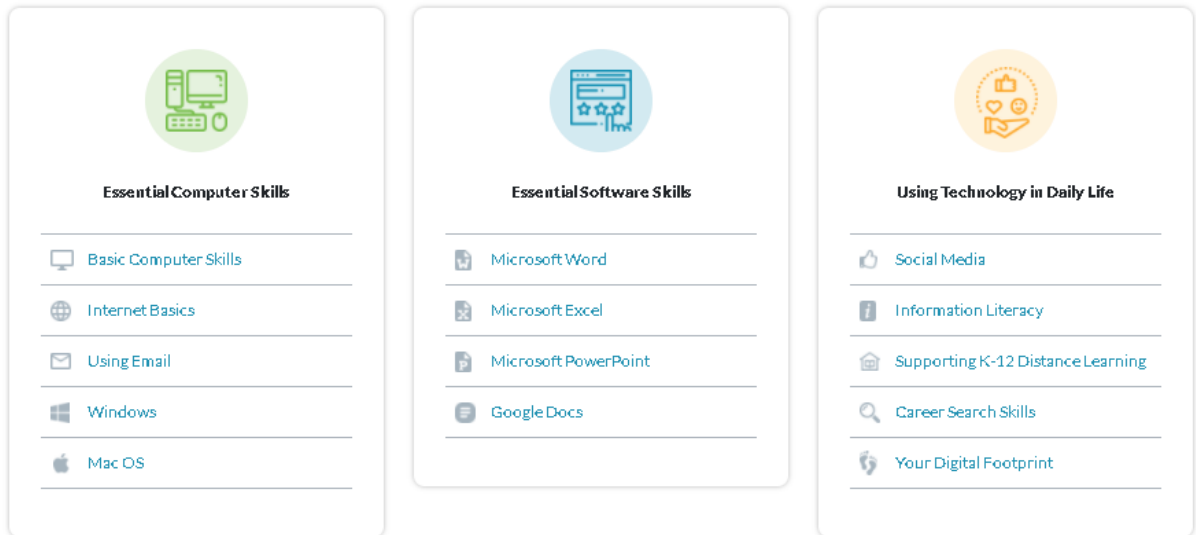 Essential Computer Skills
Basic Computer Skills
Internet Basics
Using Email
Windows
Mac OS
Essential Software Skills
Microsoft Word
Microsoft Excel
Microsoft PowerPoint
Google Docs
Using Technology in Daily Life
Social Media
Information Literacy
Supporting K-12 Distance Learning
Career Search Skills
Your Digital Footprint